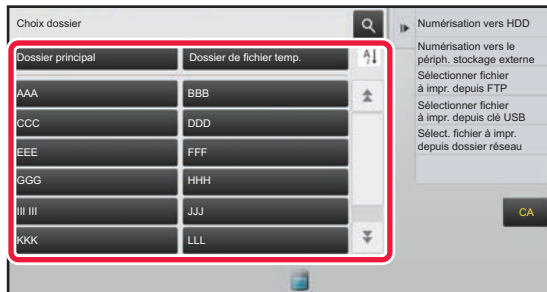 Choix dossier
Dossier principal
Dossier de fichier temp.
AAA
BBB
CCC
DDD
EEE
FFF
GGG
HHH
III III
JJJ
KKK
LLL
A
Z
Numérisation vers HDD
Numérisation vers le
périph. stockage externe
Sélectionner fichier
à impr. depuis FTP
Sélectionner fichier
à impr. depuis clé USB
Sélect. fichier à impr.
depuis dossier réseau
CA